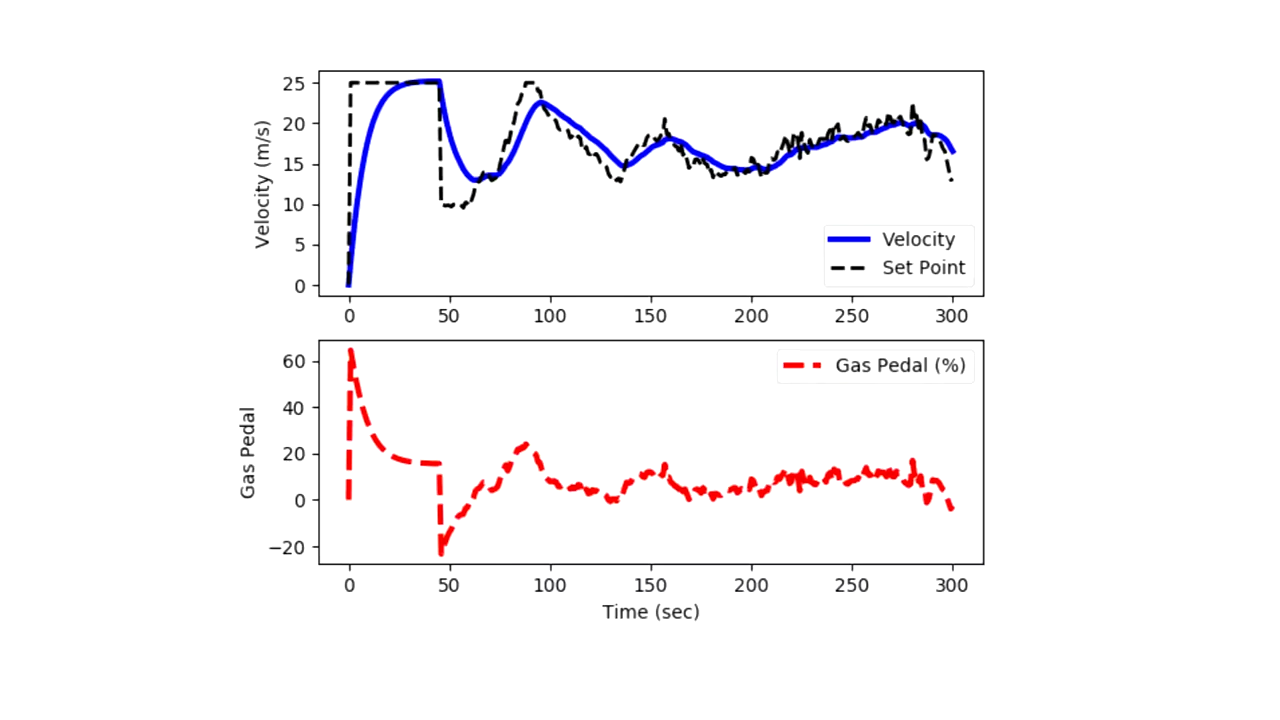 25
20
15
10
5
0
Velocity (m/s)
Velocity
Set Point
0 50 100 150 200 250 300
60
40
20
0
−20
Gas Pedal
Gas Pedal (%)
0 50 100 150 200 250 300
Time (sec)